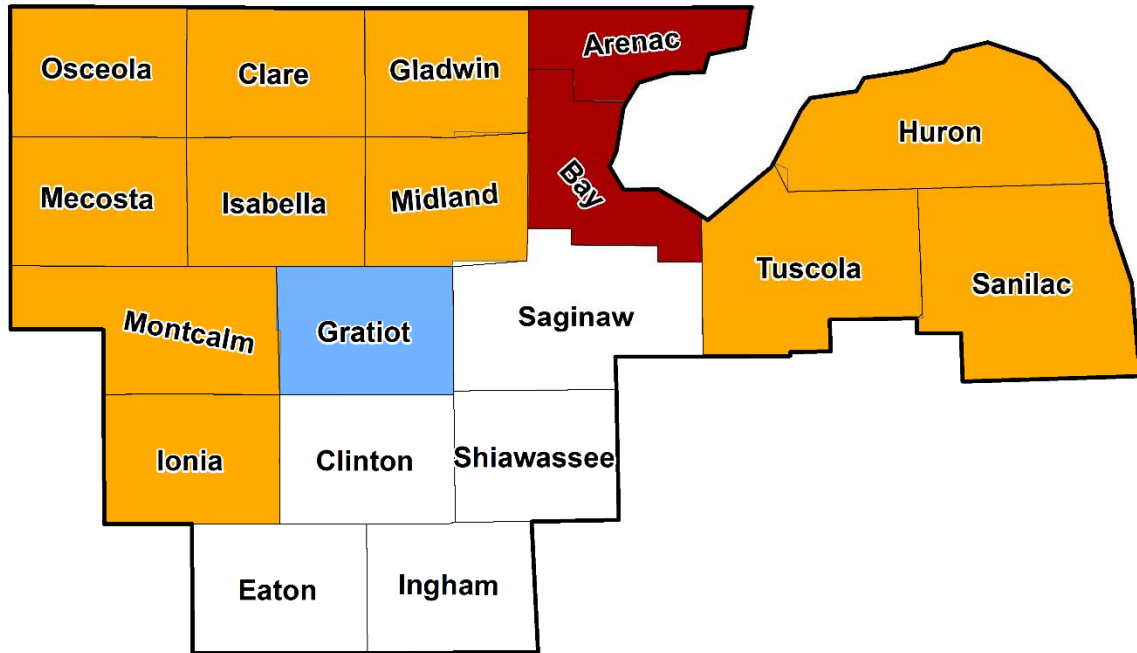 Osceola
Clare
Gladwin
Arenac
Huron
Mecosta
Isabella
Midland
Bay
Tuscola
Sanilac
Montcalm
Gratiot
Saginaw
Ionia
Clinton
Shiawassee
Eaton
Ingham